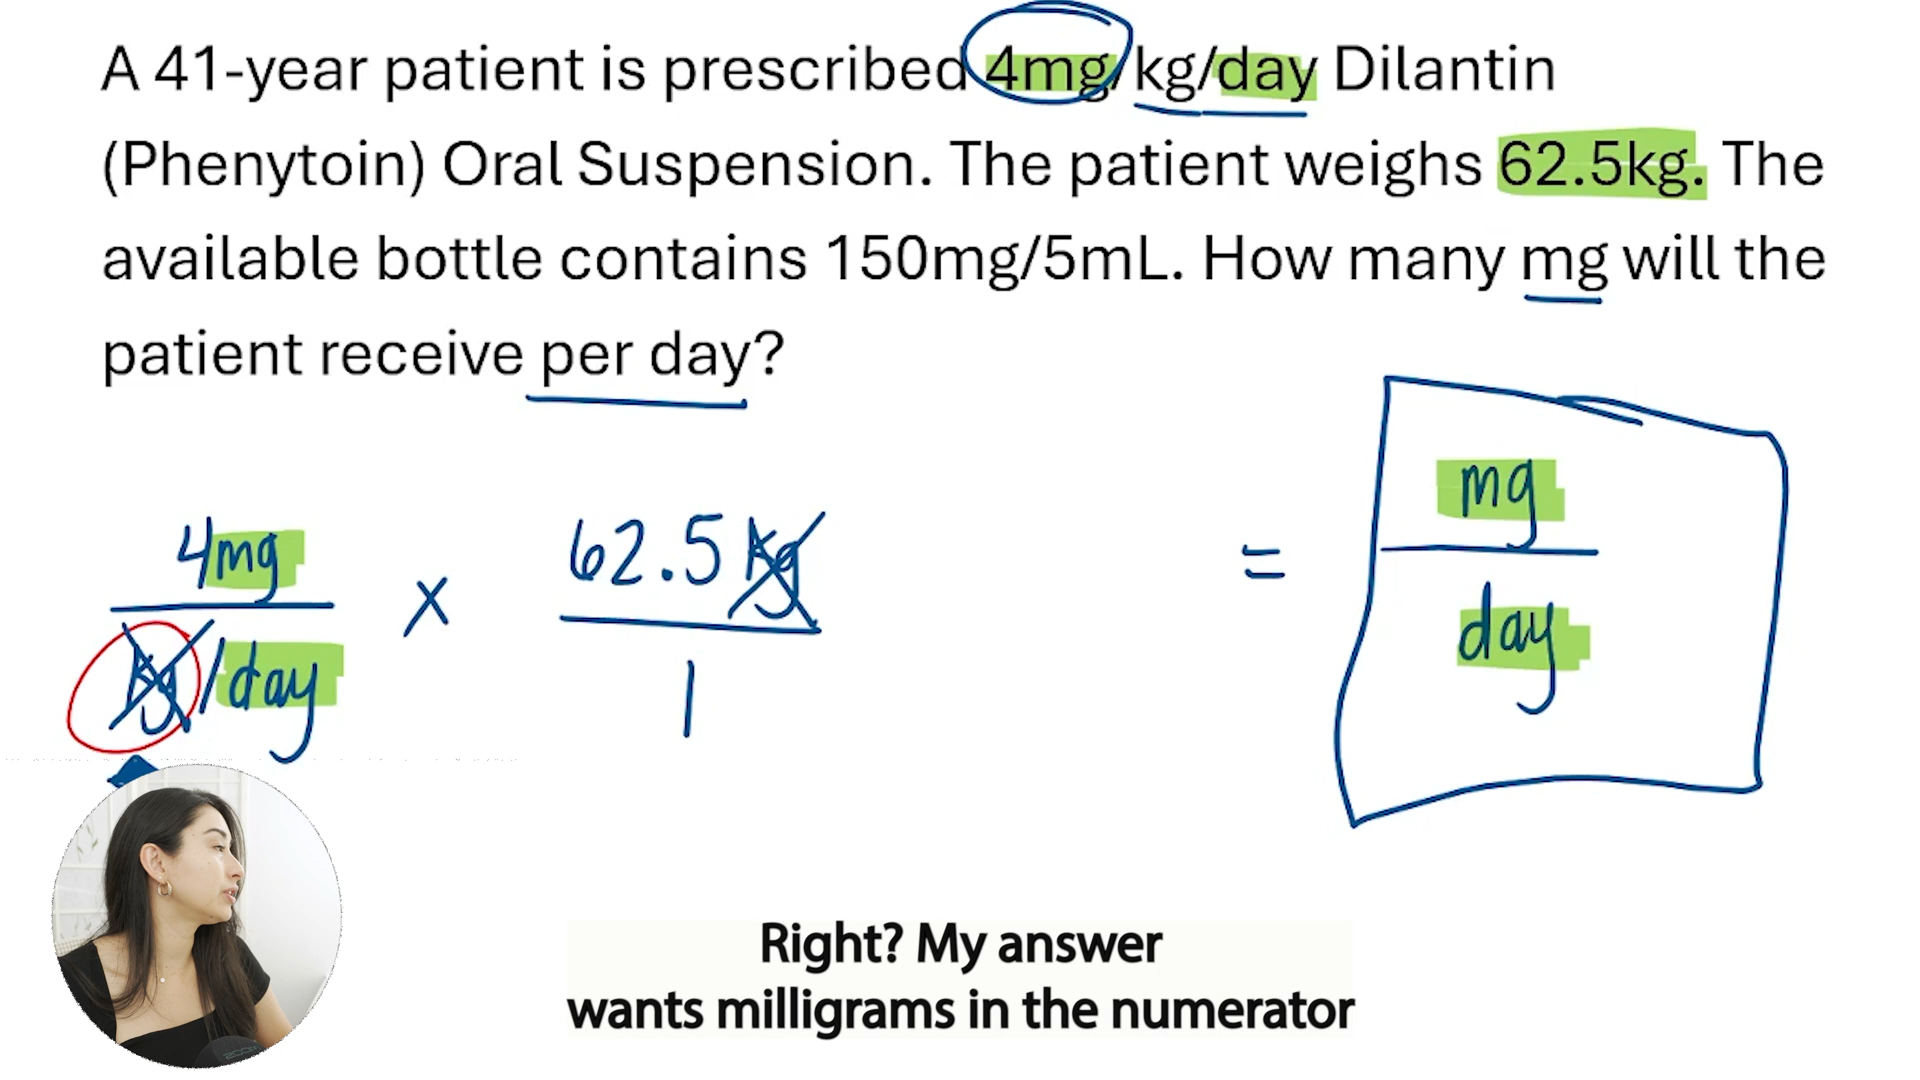 A 41-year patient is prescribed 4mg/kg/day Dilantin
(Phenytoin) Oral Suspension. The patient weighs 62.5kg. The
available bottle contains 150mg/5mL. How many mg will the
patient receive per day?
4mg
kg/day
x
62.5 kg
1
=
mg
day
Right? My answer
wants milligrams in the numerator